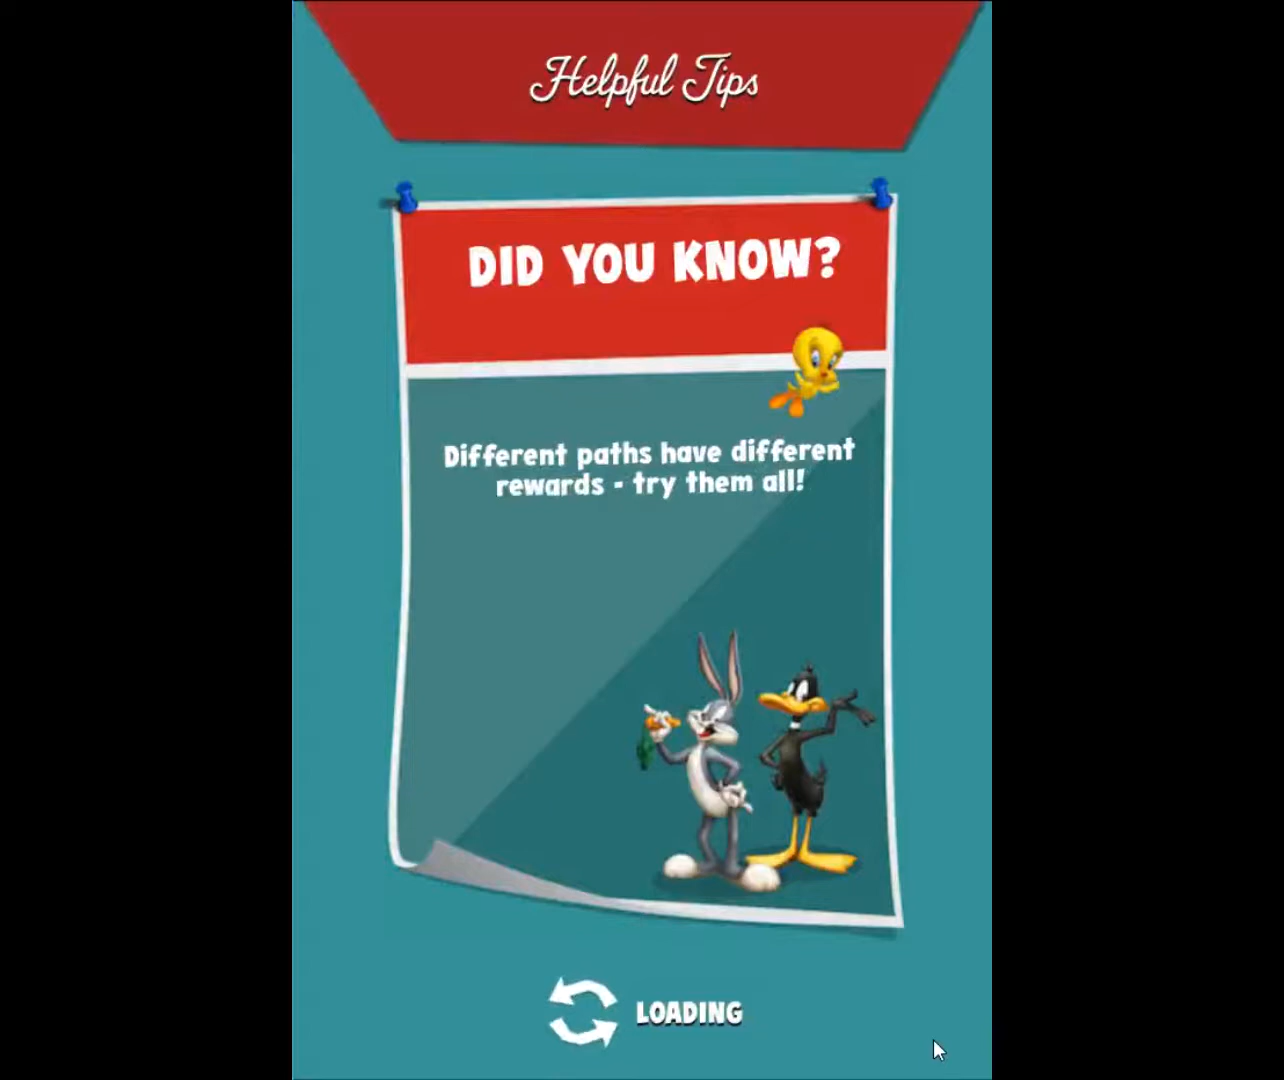 Helpful Tips
DID YOU KNOW?
Different paths have different
rewards - try them all!
LOADING